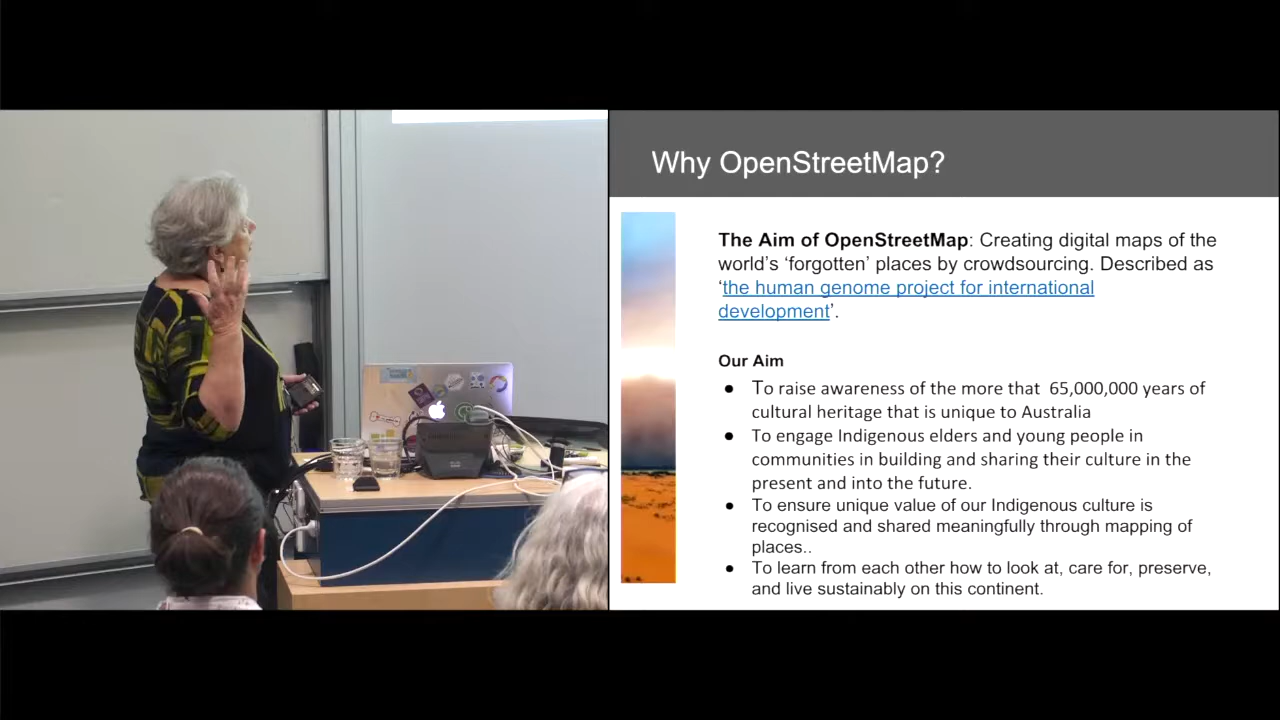 Why OpenStreetMap?
The Aim of OpenStreetMap: Creating digital maps of the
world's 'forgotten' places by crowdsourcing. Described as
'the human genome project for international
development'.
Our Aim
● To raise awareness of the more that  65,000,000 years of
cultural heritage that is unique to Australia
● To engage Indigenous elders and young people in
communities in building and sharing their culture in the
present and into the future.
● To ensure unique value of our Indigenous culture is
recognised and shared meaningfully through mapping of
places..
● To learn from each other how to look at, care for, preserve,
and live sustainably on this continent.